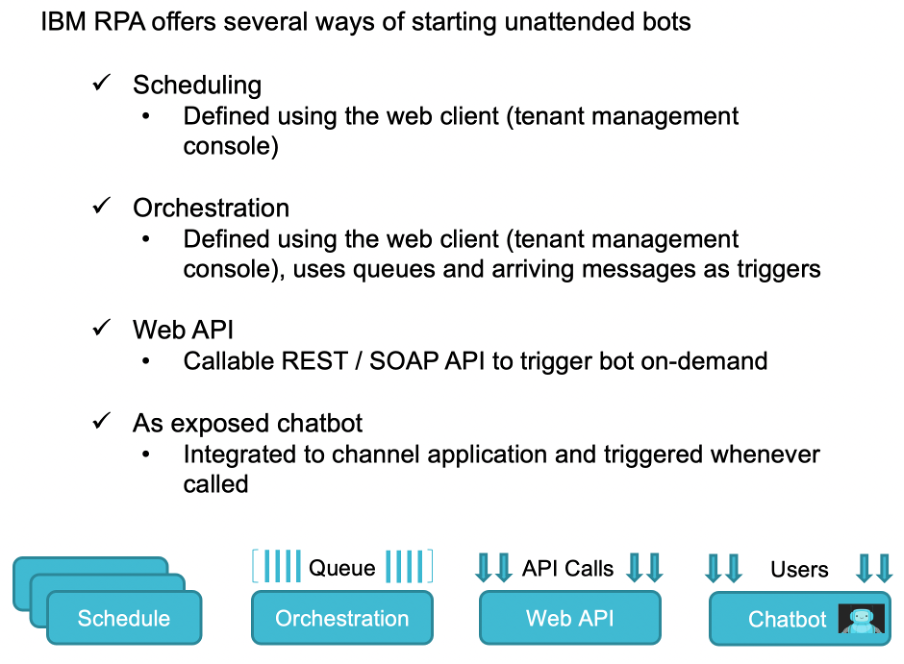 IBM RPA offers several ways of starting unattended bots
✓ Scheduling
• Defined using the web client (tenant management
console)
✓ Orchestration
• Defined using the web client (tenant management
console), uses queues and arriving messages as triggers
✓ Web API
• Callable REST / SOAP API to trigger bot on-demand
✓ As exposed chatbot
• Integrated to channel application and triggered whenever
called
Queue
API Calls
Users
Schedule
Orchestration
Web API
Chatbot